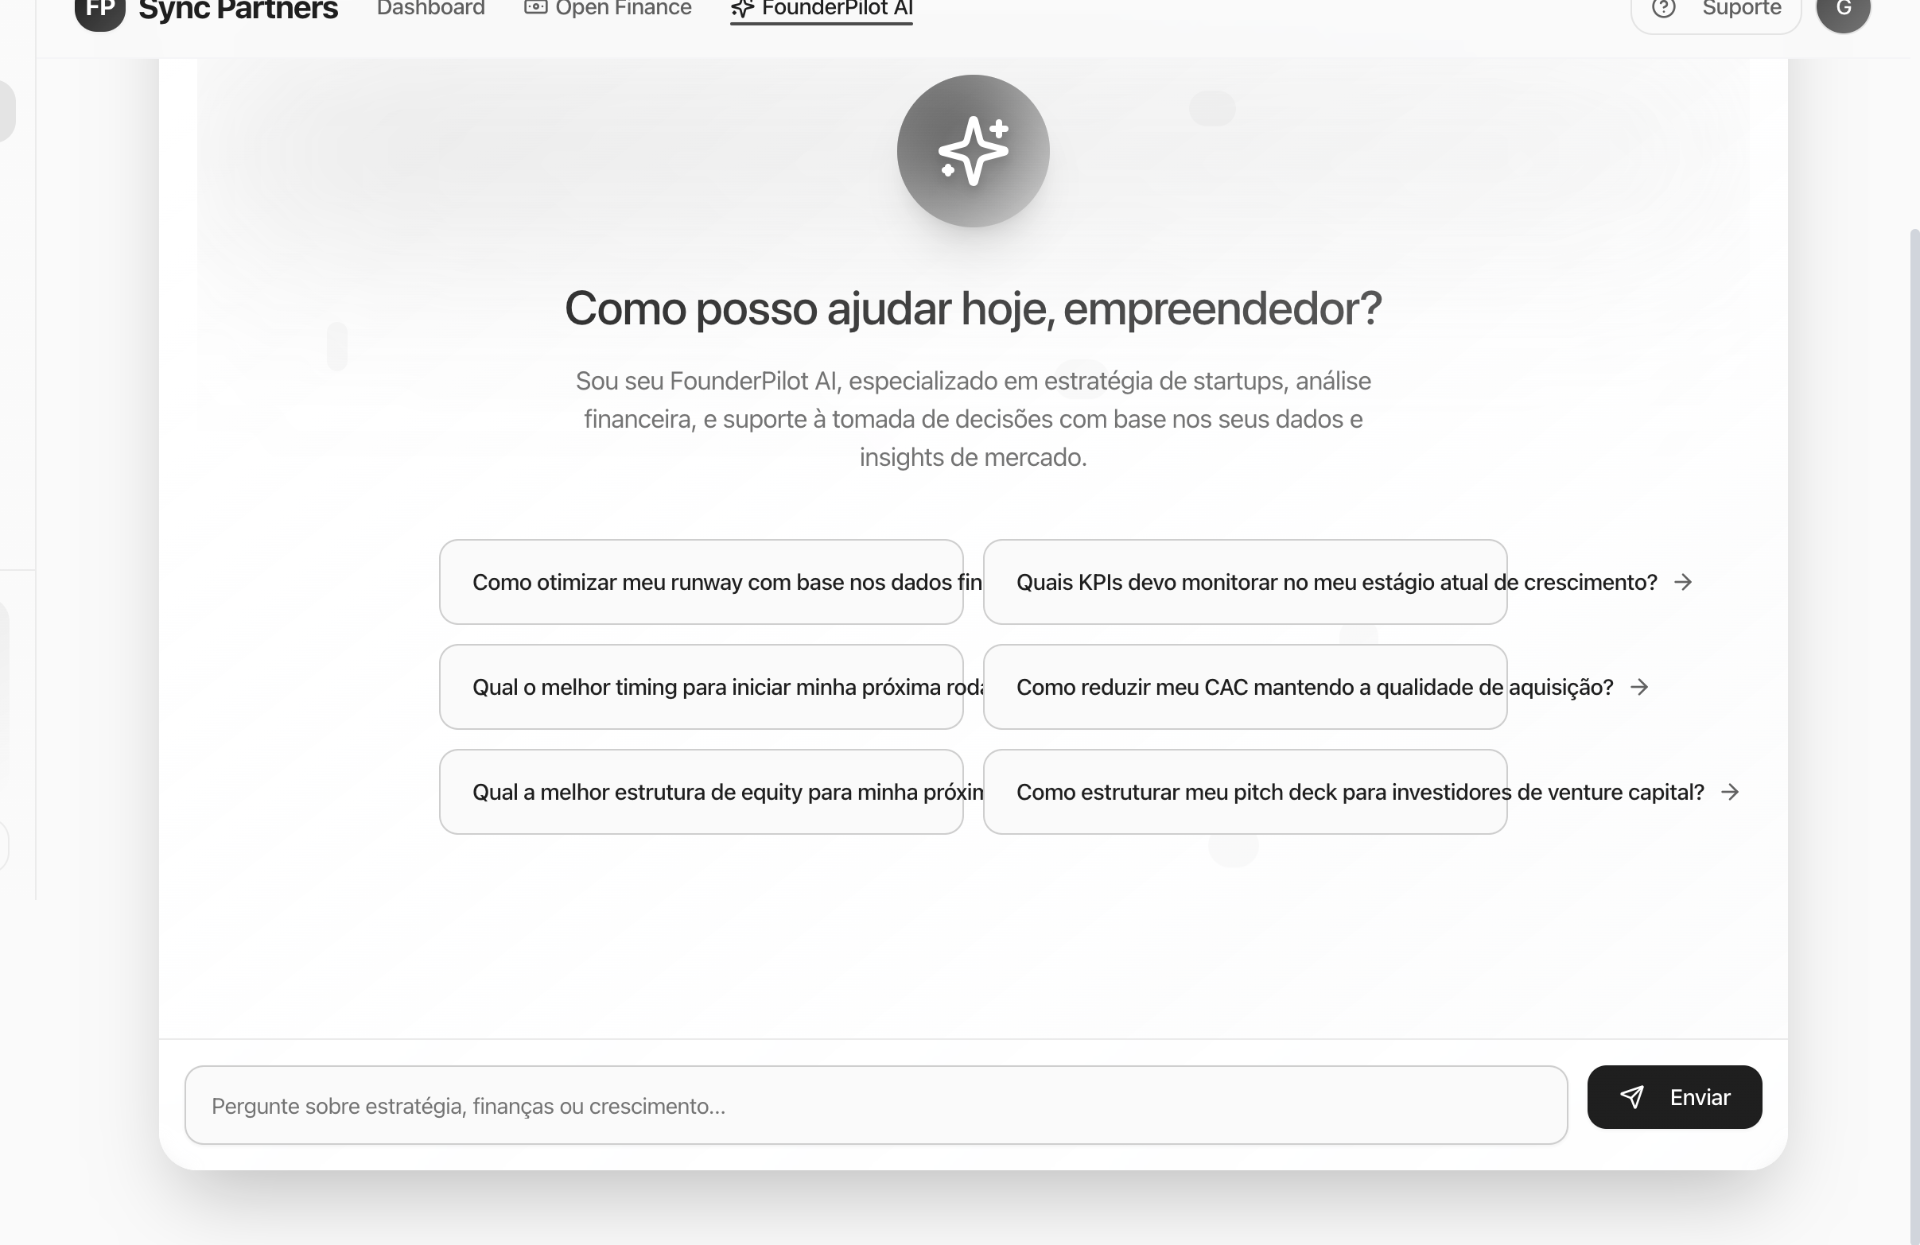 FP Sync Partners Dashboard Open Finance FounderPilot AI Suporte G
Como posso ajudar hoje, empreendedor?
Sou seu FounderPilot AI, especializado em estratégia de startups, análise
financeira, e suporte à tomada de decisões com base nos seus dados e
insights de mercado.
Como otimizar meu runway com base nos dados fin
Quais KPIs devo monitorar no meu estágio atual de crescimento?
Qual o melhor timing para iniciar minha próxima roda
Como reduzir meu CAC mantendo a qualidade de aquisição?
Qual a melhor estrutura de equity para minha próxim
Como estruturar meu pitch deck para investidores de venture capital?
Pergunte sobre estratégia, finanças ou crescimento...
Enviar